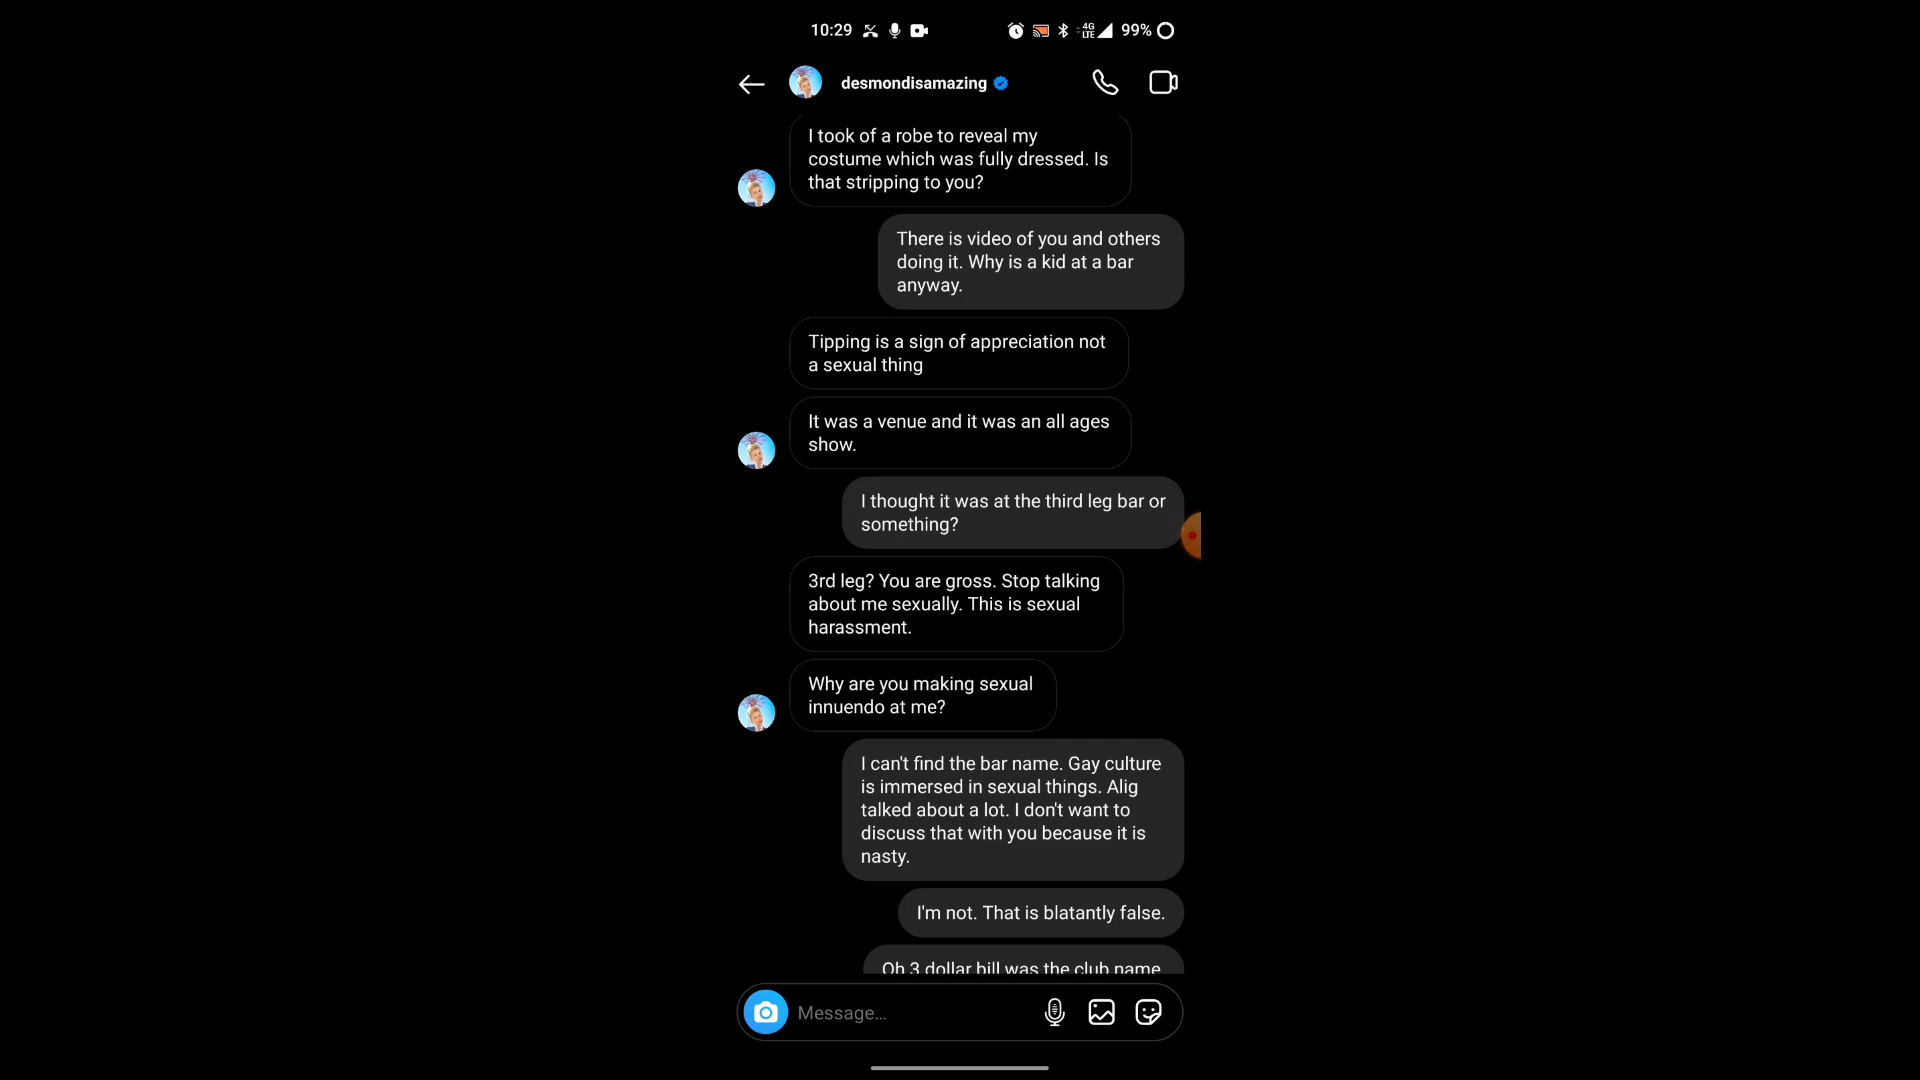 10:29
4G
LTE
99%
desmondisamazing
I took of a robe to reveal my
costume which was fully dressed. Is
that stripping to you?
There is video of you and others
doing it. Why is a kid at a bar
anyway.
Tipping is a sign of appreciation not
a sexual thing
It was a venue and it was an all ages
show.
I thought it was at the third leg bar or
something?
3rd leg? You are gross. Stop talking
about me sexually. This is sexual
harassment.
Why are you making sexual
innuendo at me?
I can't find the bar name. Gay culture
is immersed in sexual things. Alig
talked about a lot. I don't want to
discuss that with you because it is
nasty.
I'm not. That is blatantly false.
Oh 3 dollar bill was the club name
Message...